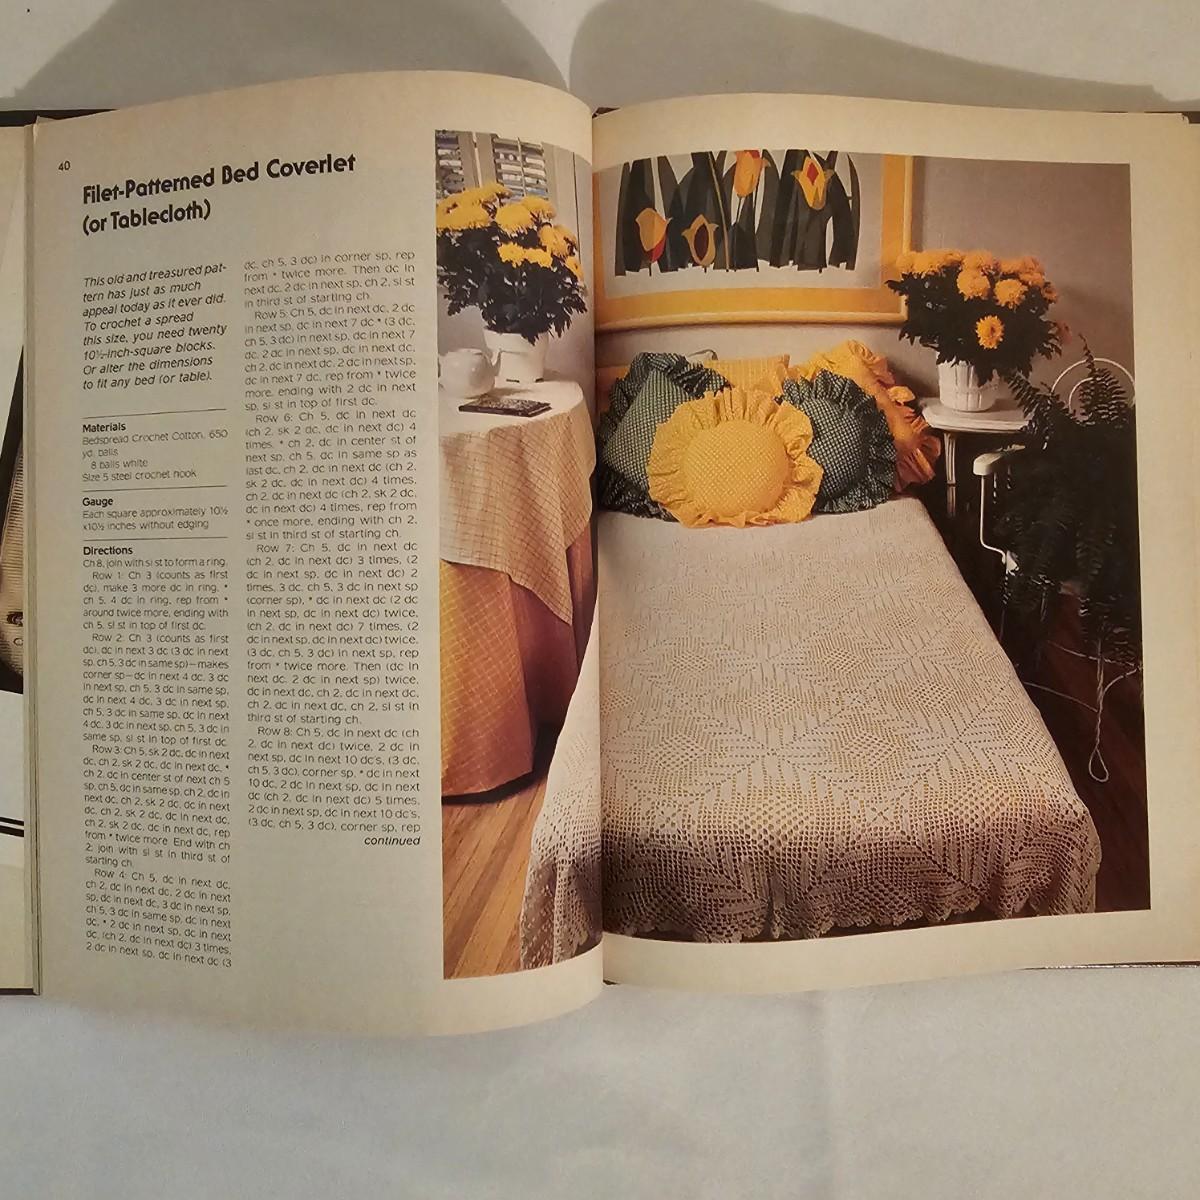 40
Filet-Patterned Bed Coverlet
(or Tablecloth)
This old and treasured pat-
tern has just as much
appeal today as it ever did.
To crochet a spread
this size, you need twenty
10½-inch-square blocks.
Or alter the dimensions
to fit any bed (or table).
Materials
Bedspread Crochet Cotton, 650
yd. balls
8 balls white
Size 5 steel crochet hook
Gauge
Each square approximately 10½
x10½ inches without edging
Directions
Ch 8, join with sl st to form a ring.
Row 1: Ch 3 (counts as first
dc), make 3 more dc in ring, *
ch 5, 4 dc in ring, rep from *
around twice more, ending with
ch 5, sl st in top of first dc.
Row 2: Ch 3 (counts as first
dc), dc in next 3 dc (3 dc in next
sp, ch 5, 3 dc in same sp)—makes
corner sp—dc in next 4 dc, 3 dc
in next sp, ch 5, 3 dc in same sp,
dc in next 4 dc, 3 dc in next sp,
ch 5, 3 dc in same sp, dc in next
4 dc, 3 dc in next sp, ch 5, 3 dc in
same sp, sl st in top of first dc.
Row 3: Ch 5, sk 2 dc, dc in next
dc, ch 2, sk 2 dc, dc in next dc, *
ch 2, dc in center st of next ch 5
sp, ch 5, dc in same sp, ch 2, dc in
next dc, ch 2, sk 2 dc, dc in next
dc, ch 2, sk 2 dc, dc in next dc,
ch 2, sk 2 dc, dc in next dc, rep
from * twice more. End with ch
2, join with sl st in third st of
starting ch.
Row 4: Ch 5, dc in next dc,
ch 2, dc in next dc, 2 dc in next
sp, dc in next dc, 3 dc in next sp,
ch 5, 3 dc in same sp, dc in next
dc, * 2 dc in next sp, dc in next
dc, (ch 2, dc in next dc) 3 times,
2 dc in next sp, dc in next dc (3
dc, ch 5, 3 dc) in corner sp, rep
from * twice more. Then dc in
next dc, 2 dc in next sp, ch 2, sl st
in third st of starting ch.
Row 5: Ch 5, dc in next dc, 2 dc
in next sp, dc in next 7 dc * (3 dc,
ch 5, 3 dc) in next sp, dc in next 7
dc, 2 dc in next sp, dc in next dc,
ch 2, dc in next dc, 2 dc in next sp,
dc in next 7 dc, rep from * twice
more, ending with 2 dc in next
sp, sl st in top of first dc.
Row 6: Ch 5, dc in next dc
(ch 2, sk 2 dc, dc in next dc) 4
times, * ch 2, dc in center st of
next sp, ch 5, dc in same sp as
last dc, ch 2, dc in next dc (ch 2,
sk 2 dc, dc in next dc) 4 times,
ch 2, dc in next dc (ch 2, sk 2 dc,
dc in next dc) 4 times, rep from
* once more, ending with ch 2,
sl st in third st of starting ch.
Row 7: Ch 5, dc in next dc
(ch 2, dc in next dc) 3 times, (2
dc in next sp, dc in next dc) 2
times, 3 dc, ch 5, 3 dc in next sp
(corner sp), * dc in next dc (2 dc
in next sp, dc in next dc) twice,
(ch 2, dc in next dc) 7 times, (2
dc in next sp, dc in next dc) twice,
(3 dc, ch 5, 3 dc) in next sp, rep
from * twice more. Then (dc in
next dc, 2 dc in next sp) twice,
dc in next dc, ch 2, dc in next dc,
ch 2, dc in next dc, ch 2, sl st in
third st of starting ch.
Row 8: Ch 5, dc in next dc (ch
2, dc in next dc) twice, 2 dc in
next sp, dc in next 10 dc's, (3 dc,
ch 5, 3 dc), corner sp, * dc in next
10 dc, 2 dc in next sp, dc in next
dc (ch 2, dc in next dc) 5 times,
2 dc in next sp, dc in next 10 dc's,
(3 dc, ch 5, 3 dc), corner sp, rep
continued